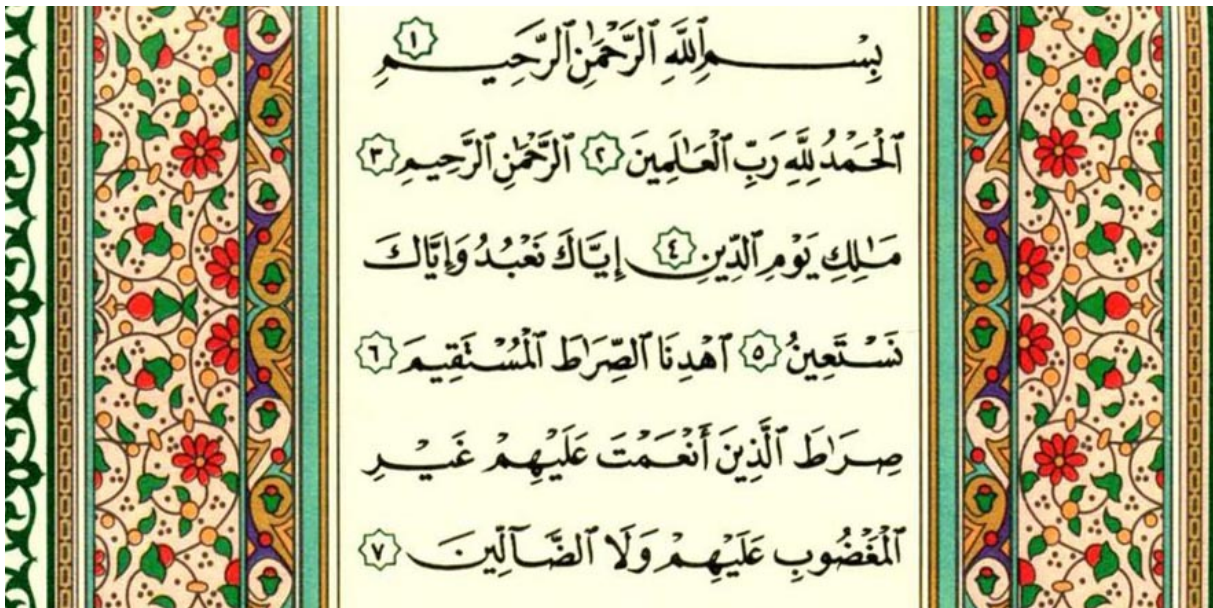 بِسْمِ ٱللَّهِ ٱلرَّحْمَٰنِ ٱلرَّحِيمِ ١
ٱلْحَمْدُ لِلَّهِ رَبِّ ٱلْعَٰلَمِينَ ٢ ٱلرَّحْمَٰنِ ٱلرَّحِيمِ ٣
مَٰلِكِ يَوْمِ ٱلدِّينِ ٤ إِيَّاكَ نَعْبُدُ وَإِيَّاكَ
نَسْتَعِينُ ٥ ٱهْدِنَا ٱلصِّرَٰطَ ٱلْمُسْتَقِيمَ ٦
صِرَٰطَ ٱلَّذِينَ أَنْعَمْتَ عَلَيْهِمْ غَيْرِ
ٱلْمَغْضُوبِ عَلَيْهِمْ وَلَا ٱلضَّآلِّينَ ٧